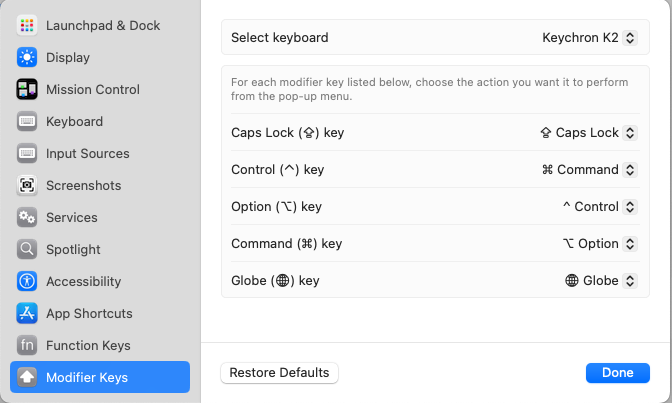 Launchpad & Dock
Display
Mission Control
Keyboard
Input Sources
Screenshots
Services
Spotlight
Accessibility
App Shortcuts
fn Function Keys
Modifier Keys
Select keyboard Keychron K2
For each modifier key listed below, choose the action you want it to perform
from the pop-up menu.
Caps Lock (⇪) key ⇪ Caps Lock
Control (^) key ⌘ Command
Option (⌥) key ^ Control
Command (⌘) key ⌥ Option
Globe (🌐) key 🌐 Globe
Restore Defaults Done